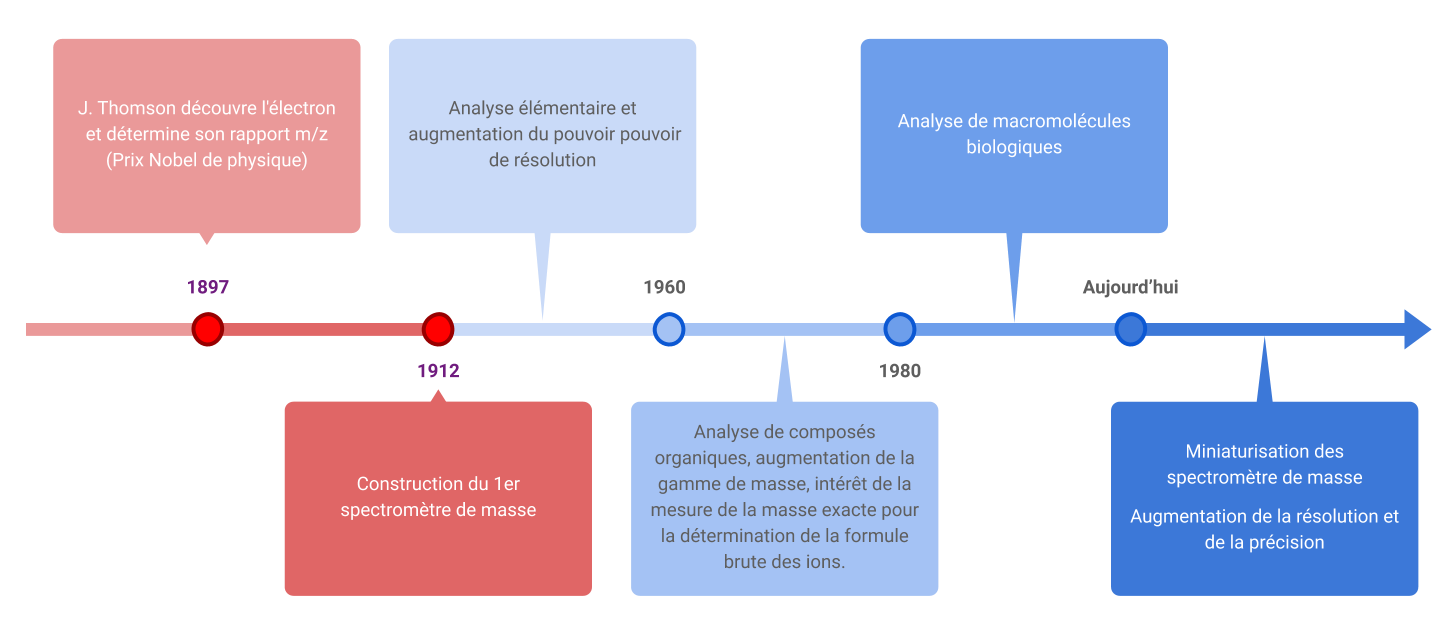 J. Thomson découvre l'électron
et détermine son rapport m/z
(Prix Nobel de physique)
Analyse élémentaire et
augmentation du pouvoir pouvoir
de résolution
Analyse de macromolécules
biologiques
1897
1960
Aujourd’hui
1912
1980
Construction du 1er
spectromètre de masse
Analyse de composés
organiques, augmentation de la
gamme de masse, intérêt de la
mesure de la masse exacte pour
la détermination de la formule
brute des ions.
Miniaturisation des
spectromètre de masse
Augmentation de la résolution et
de la précision